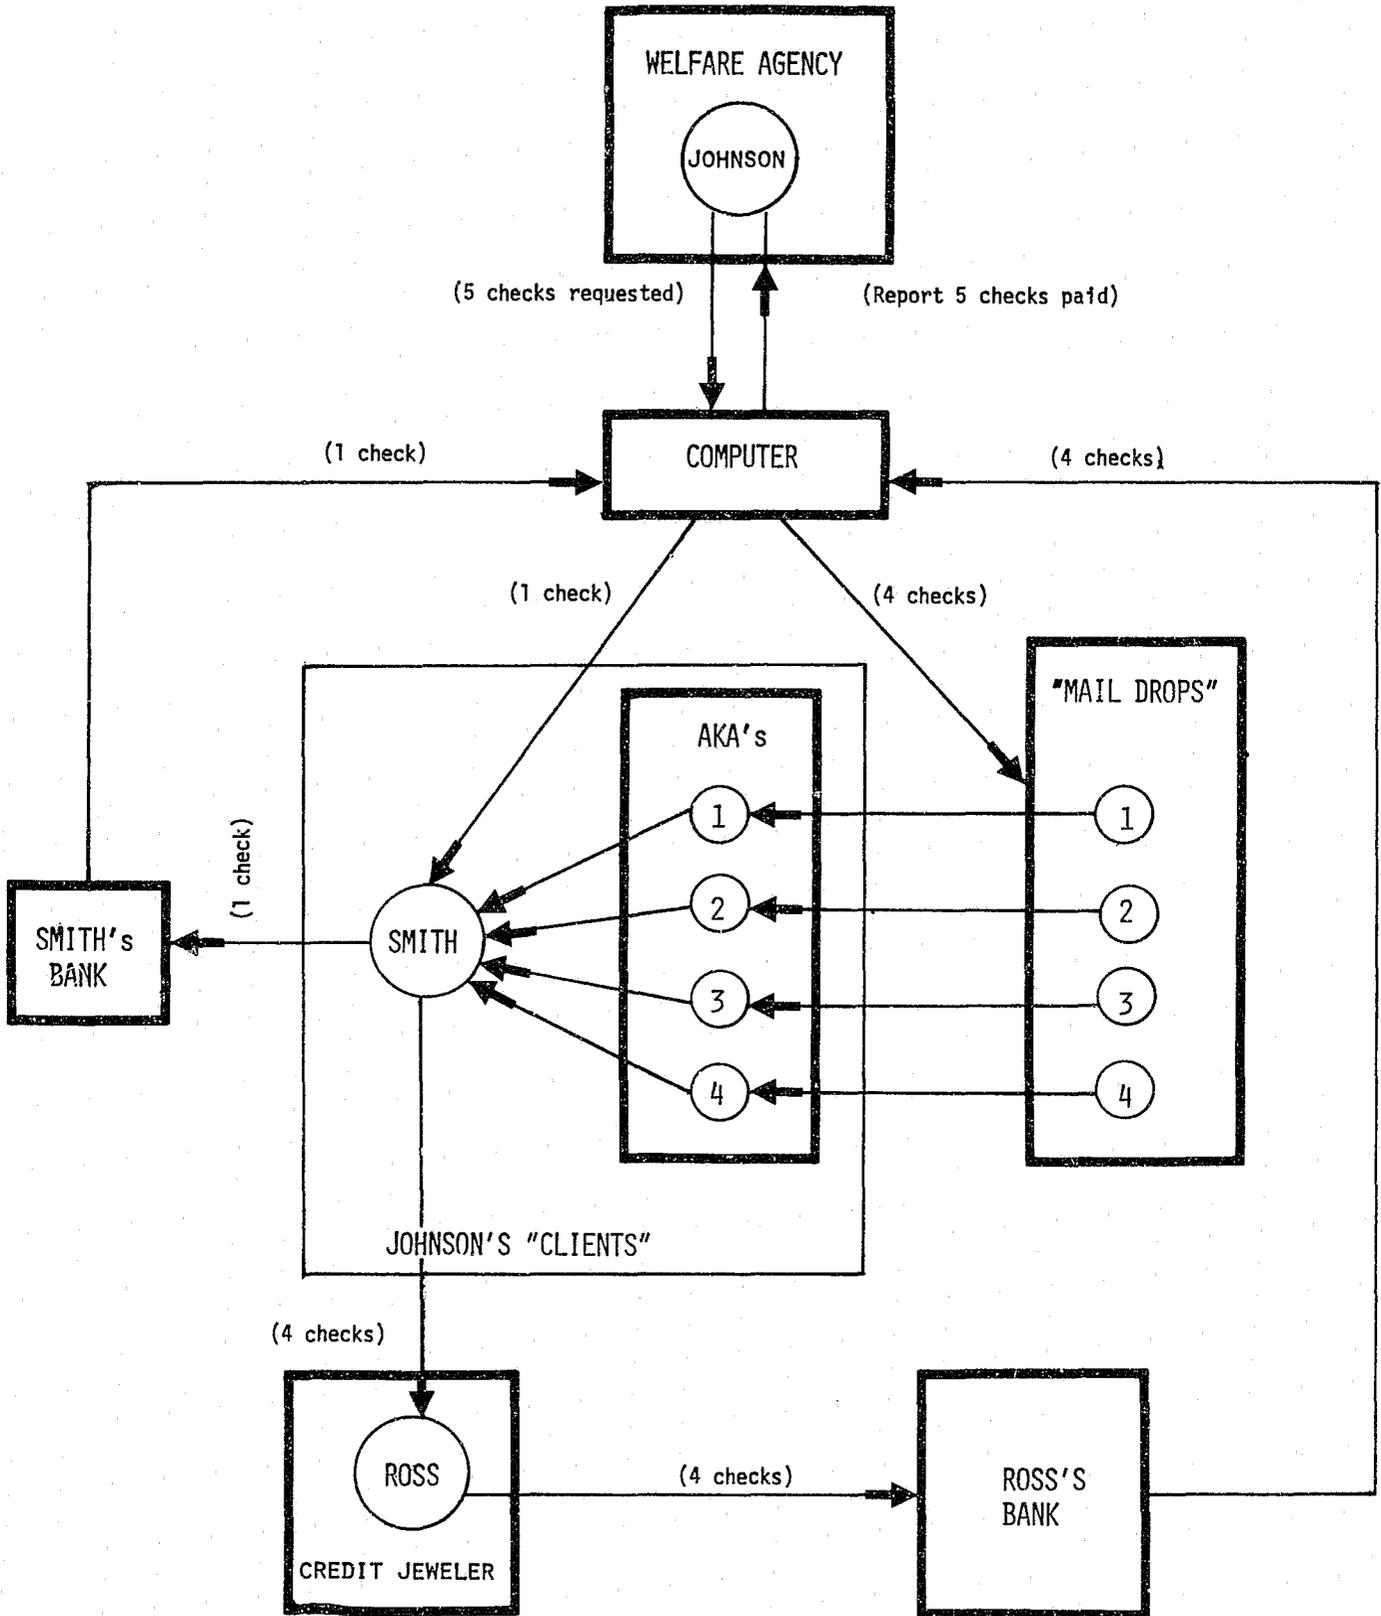 WELFARE AGENCY
JOHNSON
(5 checks requested)
(Report 5 checks paid)
COMPUTER
(1 check)
(4 checks)
(1 check)
(4 checks)
"MAIL DROPS"
AKA's
1
1
2
2
3
3
4
4
(1 check)
SMITH's
BANK
SMITH
JOHNSON'S "CLIENTS"
(4 checks)
ROSS
CREDIT JEWELER
(4 checks)
ROSS'S
BANK